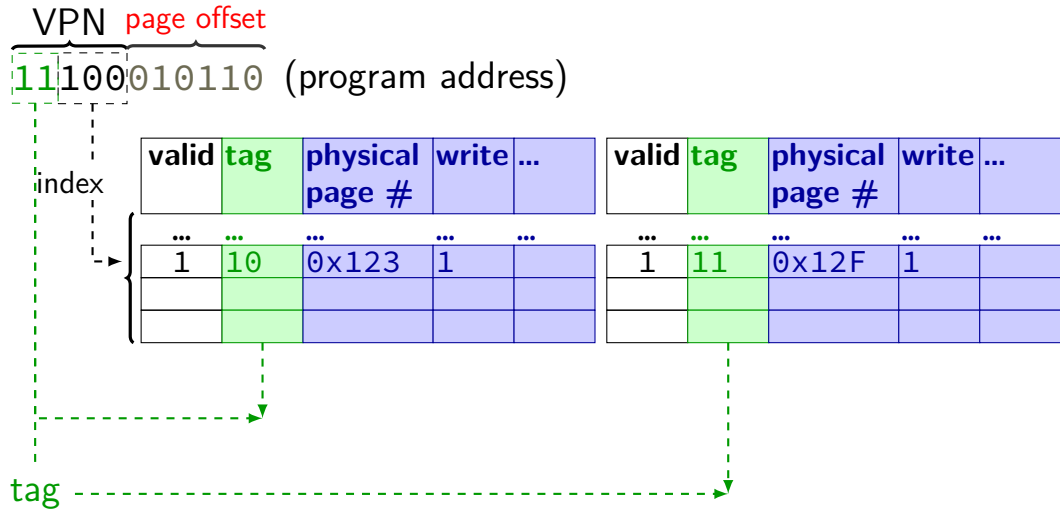 VPN page offset
11100010110 (program address)
index
valid tag physical page # write ... valid tag physical page # write ...
... ... ... ... ... ... ... ... ... ...
1 10 0x123 1 1 11 0x12F 1
tag